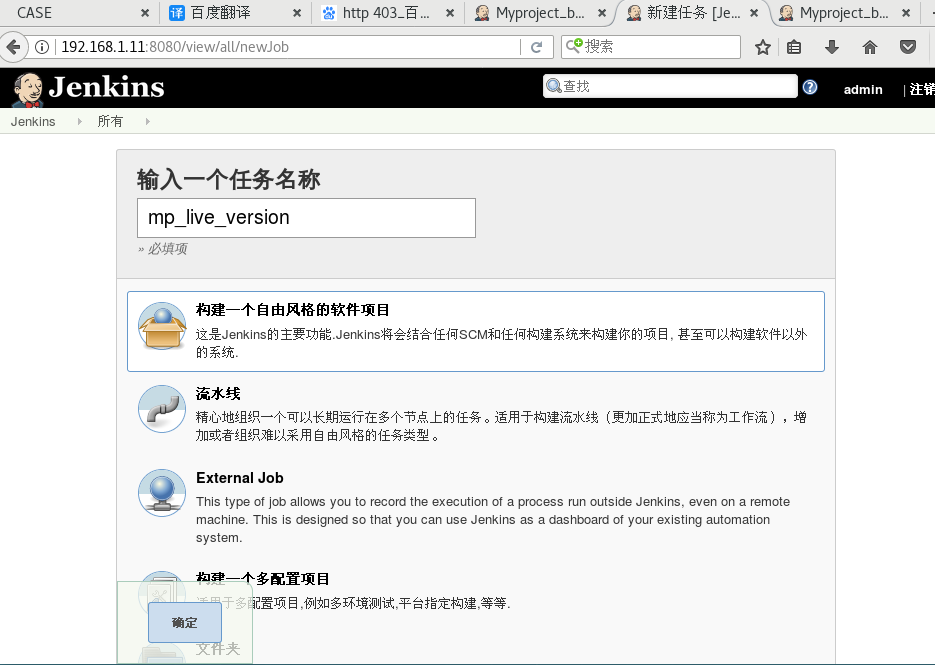 CASE
百度翻译
http 403_百...
Myproject_b...
新建任务 [Je...
Myproject_b...
192.168.1.11:8080/view/all/newJob
搜索
Jenkins
查找
admin
| 注销
Jenkins
所有
输入一个任务名称
mp_live_version
» 必填项
构建一个自由风格的软件项目
这是Jenkins的主要功能.Jenkins将会结合任何SCM和任何构建系统来构建你的项目, 甚至可以构建软件以外
的系统.
流水线
精心地组织一个可以长期运行在多个节点上的任务。适用于构建流水线（更加正式地应当称为工作流），增
加或者组织难以采用自由风格的任务类型。
External Job
This type of job allows you to record the execution of a process run outside Jenkins, even on a remote
machine. This is designed so that you can use Jenkins as a dashboard of your existing automation
system.
构建一个多配置项目
适用于多配置项目,例如多环境测试,平台指定构建,等等.
确定
文件夹